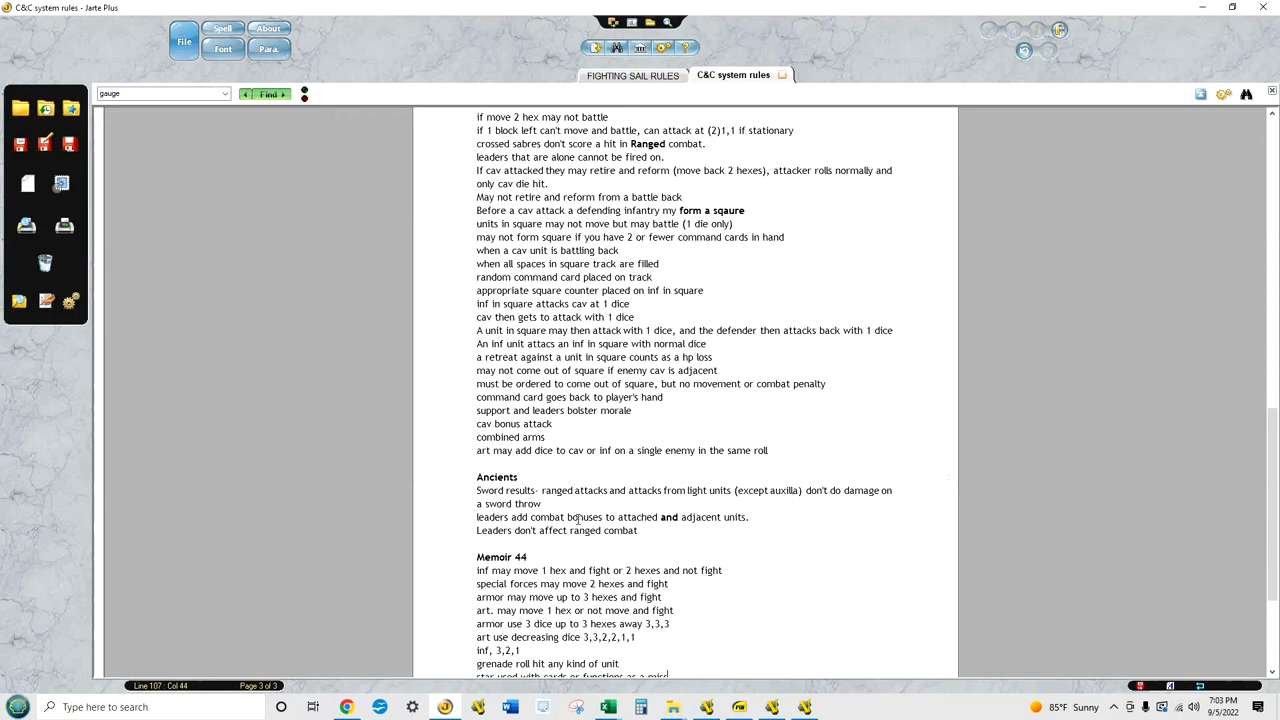 C&C system rules - Jarte Plus
File
Spell
About
Font
Para.
FIGHTING SAIL RULES
C&C system rules
gauge
Find
if move 2 hex may not battle
if 1 block left can't move and battle, can attack at (2)1,1 if stationary
crossed sabres don't score a hit in Ranged combat.
leaders that are alone cannot be fired on.
If cav attacked they may retire and reform (move back 2 hexes), attacker rolls normally and
only cav die hit.
May not retire and reform from a battle back
Before a cav attack a defending infantry my form a sqaure
units in square may not move but may battle (1 die only)
may not form square if you have 2 or fewer command cards in hand
when a cav unit is battling back
when all spaces in square track are filled
random command card placed on track
appropriate square counter placed on inf in square
inf in square attacks cav at 1 dice
cav then gets to attack with 1 dice
A unit in square may then attack with 1 dice, and the defender then attacks back with 1 dice
An inf unit attacs an inf in square with normal dice
a retreat against a unit in square counts as a hp loss
may not come out of square if enemy cav is adjacent
must be ordered to come out of square, but no movement or combat penalty
command card goes back to player's hand
support and leaders bolster morale
cav bonus attack
combined arms
art may add dice to cav or inf on a single enemy in the same roll
Ancients
Sword results- ranged attacks and attacks from light units (except auxilla) don't do damage on
a sword throw
leaders add combat bonuses to attached and adjacent units.
Leaders don't affect ranged combat
Memoir 44
inf may move 1 hex and fight or 2 hexes and not fight
special forces may move 2 hexes and fight
armor may move up to 3 hexes and fight
art. may move 1 hex or not move and fight
armor use 3 dice up to 3 hexes away 3,3,3
art use decreasing dice 3,3,2,2,1,1
inf, 3,2,1
grenade roll hit any kind of unit
star used with cards or functions as a miss
Line 107 : Col 44
Page 3 of 3
Type here to search
85°F Sunny
7:03 PM
9/5/2022